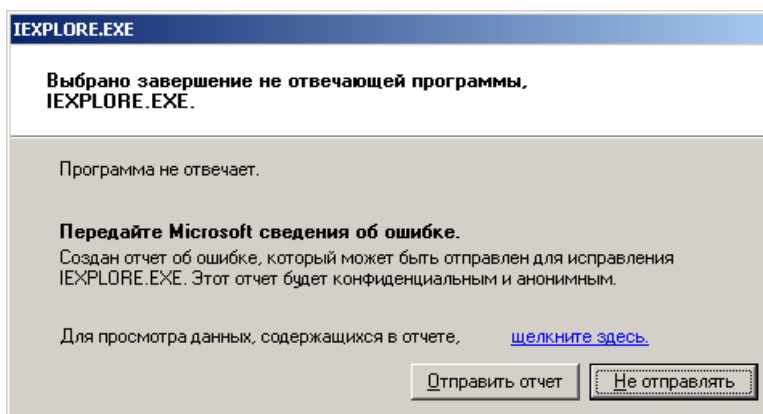 IEXPLORE.EXE
Выбрано завершение не отвечающей программы,
IEXPLORE.EXE.
Программа не отвечает.
Передайте Microsoft сведения об ошибке.
Создан отчет об ошибке, который может быть отправлен для исправления
IEXPLORE.EXE. Этот отчет будет конфиденциальным и анонимным.
Для просмотра данных, содержащихся в отчете, щелкните здесь.
Отправить отчет Не отправлять